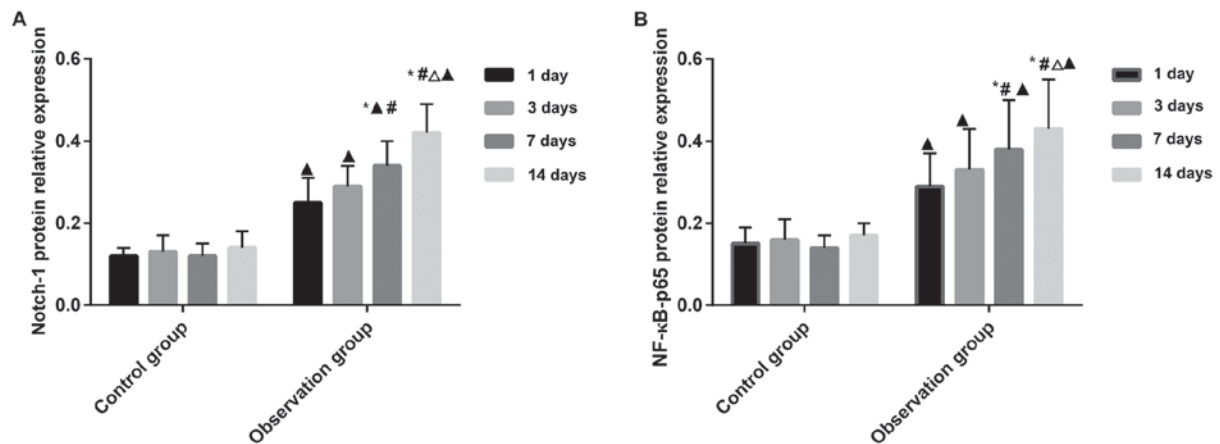 A
Notch-1 protein relative expression
0.6
0.4
0.2
0.0
▲
▲
*▲#
*#△▲
Control group
Observation group
1 day
3 days
7 days
14 days
B
NF-κB-p65 protein relative expression
0.6
0.4
0.2
0.0
▲
▲
*#▲
*#△▲
Control group
Observation group
1 day
3 days
7 days
14 days